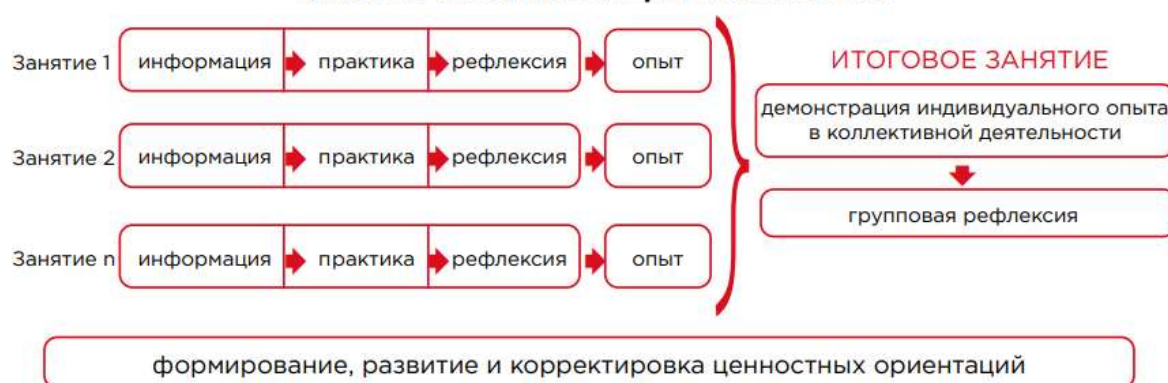 Занятие 1 информация практика рефлексия опыт
Занятие 2 информация практика рефлексия опыт
Занятие n информация практика рефлексия опыт
ИТОГОВОЕ ЗАНЯТИЕ
демонстрация индивидуального опыта
в коллективной деятельности
групповая рефлексия
формирование, развитие и корректировка ценностных ориентаций